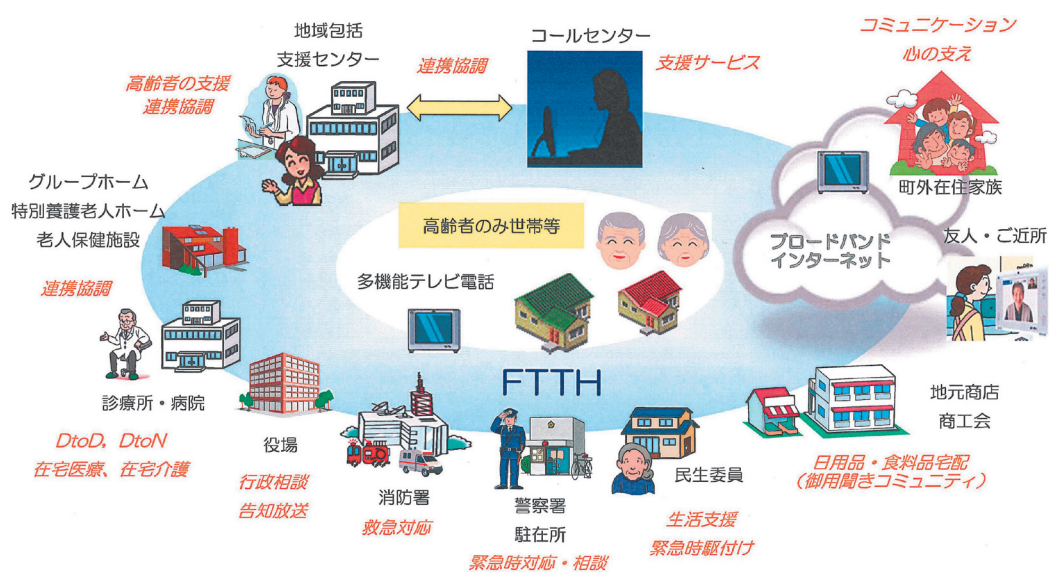 地域包括
支援センター
高齢者の支援
連携協調
連携協調
コールセンター
支援サービス
コミュニケーション
心の支え
町外在住家族
グループホーム
特別養護老人ホーム
老人保健施設
連携協調
高齢者のみ世帯等
多機能テレビ電話
ブロードバンド
インターネット
友人・ご近所
FTTH
診療所・病院
DtoD，DtoN
在宅医療、在宅介護
役場
行政相談
告知放送
消防署
救急対応
警察署
駐在所
緊急時対応・相談
民生委員
生活支援
緊急時駆付け
地元商店
商工会
日用品・食料品宅配
（御用聞きコミュニティ）